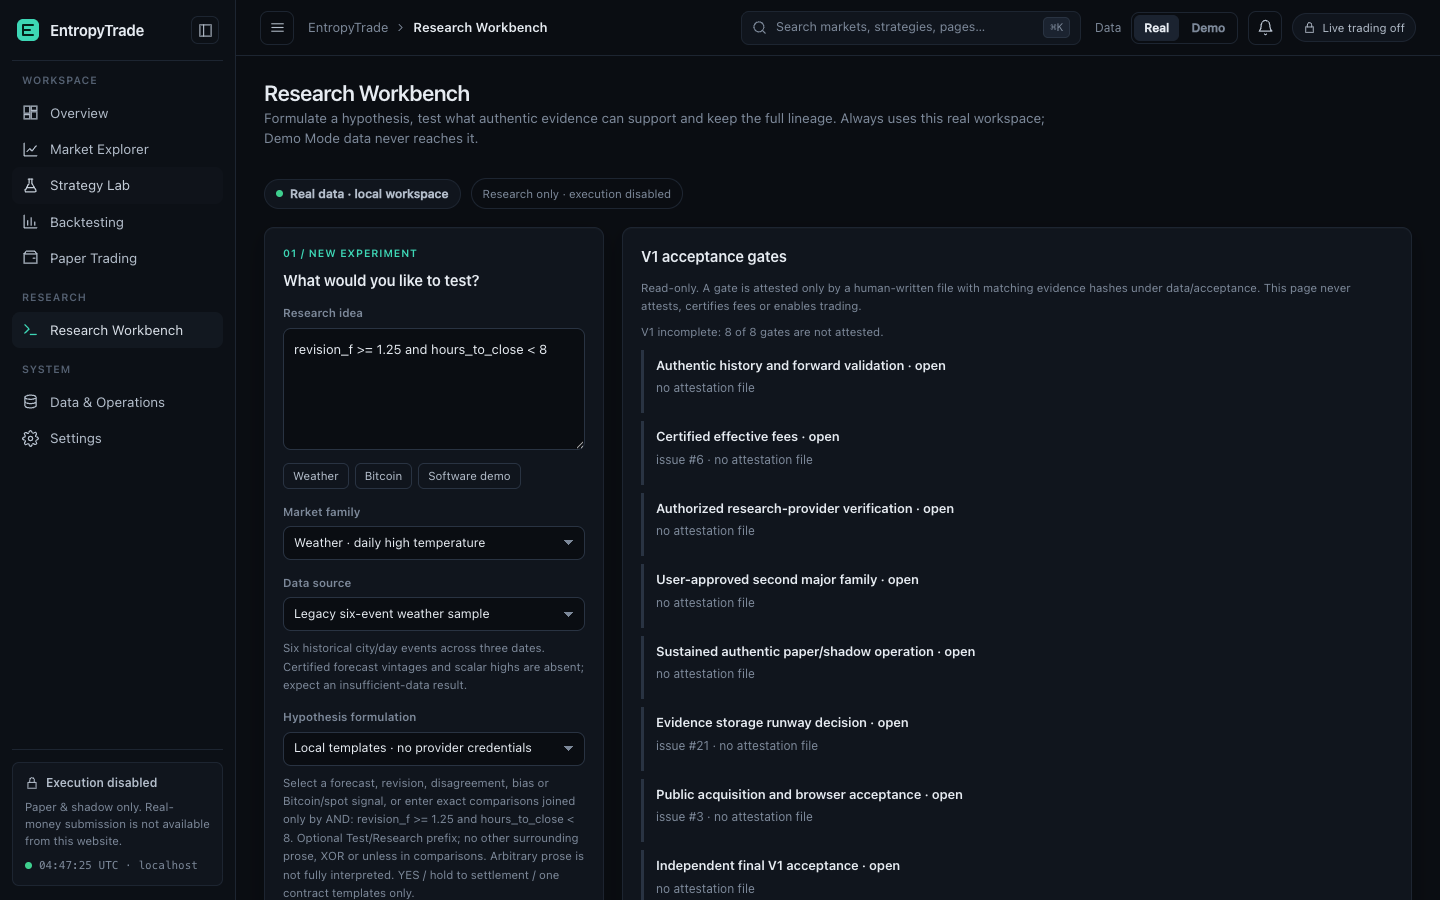 EntropyTrade
WORKSPACE
Overview
Market Explorer
Strategy Lab
Backtesting
Paper Trading
RESEARCH
Research Workbench
SYSTEM
Data & Operations
Settings
Execution disabled
Paper & shadow only. Real-
money submission is not available
from this website.
04:47:25 UTC · localhost
EntropyTrade > Research Workbench
Search markets, strategies, pages...
⌘K
Data
Real
Demo
Live trading off
Research Workbench
Formulate a hypothesis, test what authentic evidence can support and keep the full lineage. Always uses this real workspace;
Demo Mode data never reaches it.
Real data · local workspace
Research only · execution disabled
01 / NEW EXPERIMENT
What would you like to test?
Research idea
revision_f >= 1.25 and hours_to_close < 8
Weather
Bitcoin
Software demo
Market family
Weather · daily high temperature
Data source
Legacy six-event weather sample
Six historical city/day events across three dates.
Certified forecast vintages and scalar highs are absent;
expect an insufficient-data result.
Hypothesis formulation
Local templates · no provider credentials
Select a forecast, revision, disagreement, bias or
Bitcoin/spot signal, or enter exact comparisons joined
only by AND: revision_f >= 1.25 and hours_to_close <
8. Optional Test/Research prefix; no other surrounding
prose, XOR or unless in comparisons. Arbitrary prose is
not fully interpreted. YES / hold to settlement / one
contract templates only.
V1 acceptance gates
Read-only. A gate is attested only by a human-written file with matching evidence hashes under data/acceptance. This page never
attests, certifies fees or enables trading.
V1 incomplete: 8 of 8 gates are not attested.
Authentic history and forward validation · open
no attestation file
Certified effective fees · open
issue #6 · no attestation file
Authorized research-provider verification · open
no attestation file
User-approved second major family · open
no attestation file
Sustained authentic paper/shadow operation · open
no attestation file
Evidence storage runway decision · open
issue #21 · no attestation file
Public acquisition and browser acceptance · open
issue #3 · no attestation file
Independent final V1 acceptance · open
no attestation file